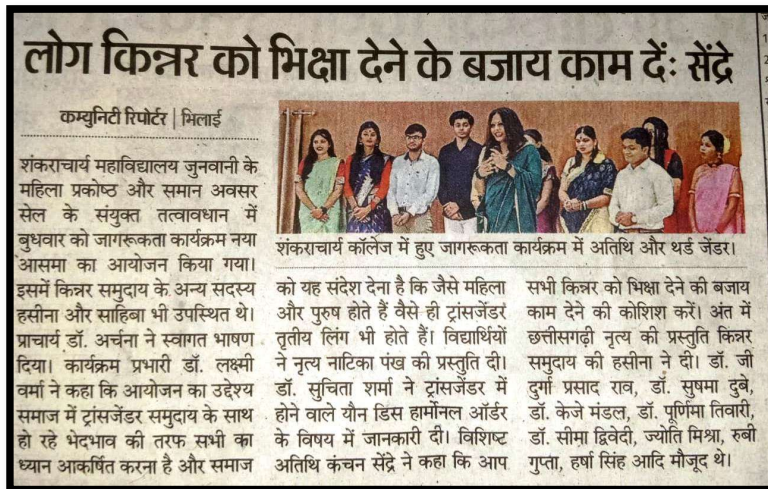 लोग किन्नर को भिक्षा देने के बजाय काम दें: सेंद्रे
कम्युनिटी रिपोर्टर | भिलाई
शंकराचार्य महाविद्यालय जुनवानी के
महिला प्रकोष्ठ और समान अवसर
सेल के संयुक्त तत्वावधान में
बुधवार को जागरूकता कार्यक्रम नया
आसमा का आयोजन किया गया।
इसमें किन्नर समुदाय के अन्य सदस्य
हसीना और साहिबा भी उपस्थित थे।
प्राचार्य डॉ. अर्चना ने स्वागत भाषण
दिया। कार्यक्रम प्रभारी डॉ. लक्ष्मी
वर्मा ने कहा कि आयोजन का उद्देश्य
समाज में ट्रांसजेंडर समुदाय के साथ
हो रहे भेदभाव की तरफ सभी का
ध्यान आकर्षित करना है और समाज
शंकराचार्य कॉलेज में हुए जागरूकता कार्यक्रम में अतिथि और थर्ड जेंडर।
को यह संदेश देना है कि जैसे महिला
और पुरुष होते हैं वैसे ही ट्रांसजेंडर
तृतीय लिंग भी होते हैं। विद्यार्थियों
ने नृत्य नाटिका पंख की प्रस्तुति दी।
डॉ. सुचिता शर्मा ने ट्रांसजेंडर में
होने वाले यौन डिस हार्मोनल ऑर्डर
के विषय में जानकारी दी। विशिष्ट
अतिथि कंचन सेंद्रे ने कहा कि आप
सभी किन्नर को भिक्षा देने की बजाय
काम देने की कोशिश करें। अंत में
छत्तीसगढ़ी नृत्य की प्रस्तुति किन्नर
समुदाय की हसीना ने दी। डॉ. जी
दुर्गा प्रसाद राव, डॉ. सुषमा दुबे,
डॉ. केजे मंडल, डॉ. पूर्णिमा तिवारी,
डॉ. सीमा द्विवेदी, ज्योति मिश्रा, रुबी
गुप्ता, हर्षा सिंह आदि मौजूद थे।